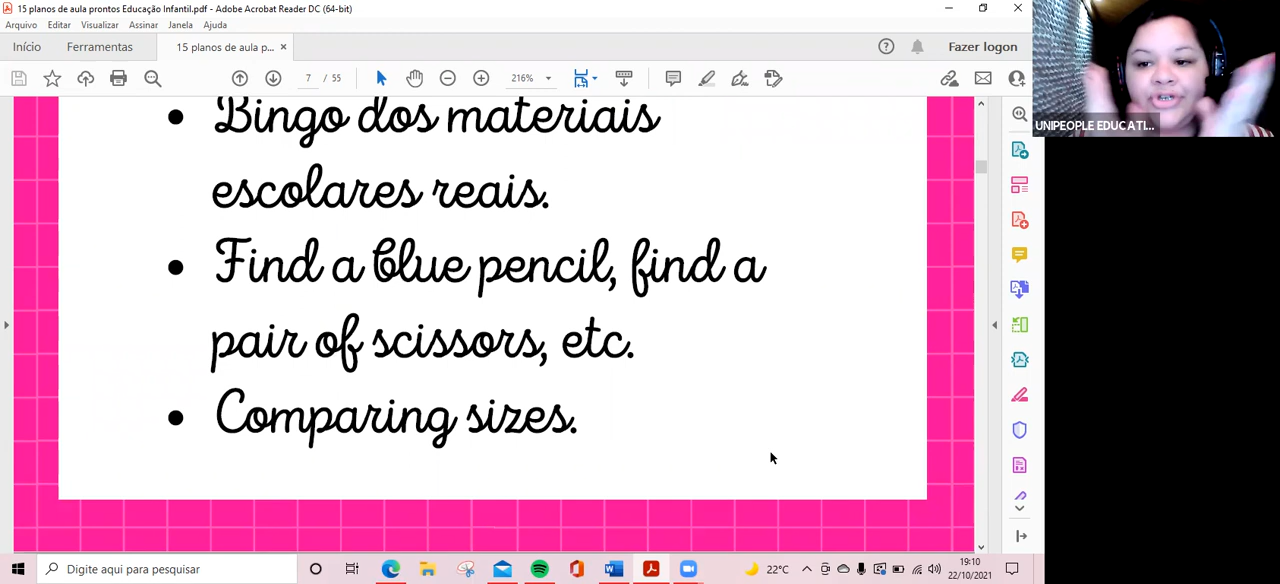 15 planos de aula prontos Educação Infantil.pdf - Adobe Acrobat Reader DC (64-bit)
Arquivo Editar Visualizar Assinar Janela Ajuda
Início Ferramentas 15 planos de aula p... Fazer logon
7 / 55 216%
UNIPEOPLE EDUCATI...
Bingo dos materiais
escolares reais.
Find a blue pencil, find a
pair of scissors, etc.
Comparing sizes.
Digite aqui para pesquisar
22°C
19:10
22/10/2021